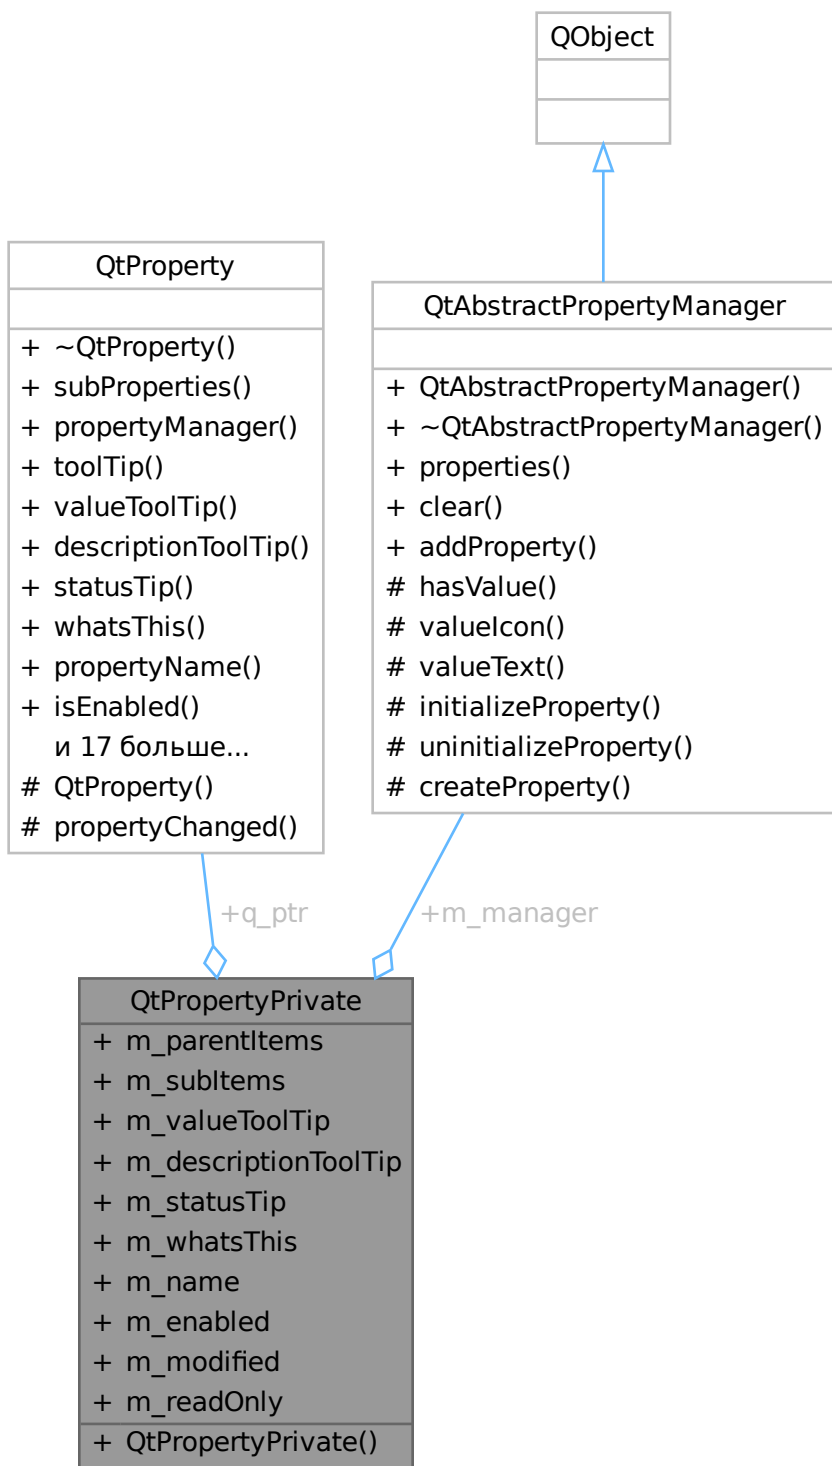 QObject
QtProperty
+ ~QtProperty()
+ subProperties()
+ propertyManager()
+ toolTip()
+ valueToolTip()
+ descriptionToolTip()
+ statusTip()
+ whatsThis()
+ propertyName()
+ isEnabled()
и 17 больше...
# QtProperty()
# propertyChanged()
QtAbstractPropertyManager
+ QtAbstractPropertyManager()
+ ~QtAbstractPropertyManager()
+ properties()
+ clear()
+ addProperty()
# hasValue()
# valueIcon()
# valueText()
# initializeProperty()
# uninitializeProperty()
# createProperty()
+q_ptr
+m_manager
QtPropertyPrivate
+ m_parentItems
+ m_subItems
+ m_valueToolTip
+ m_descriptionToolTip
+ m_statusTip
+ m_whatsThis
+ m_name
+ m_enabled
+ m_modified
+ m_readOnly
+ QtPropertyPrivate()